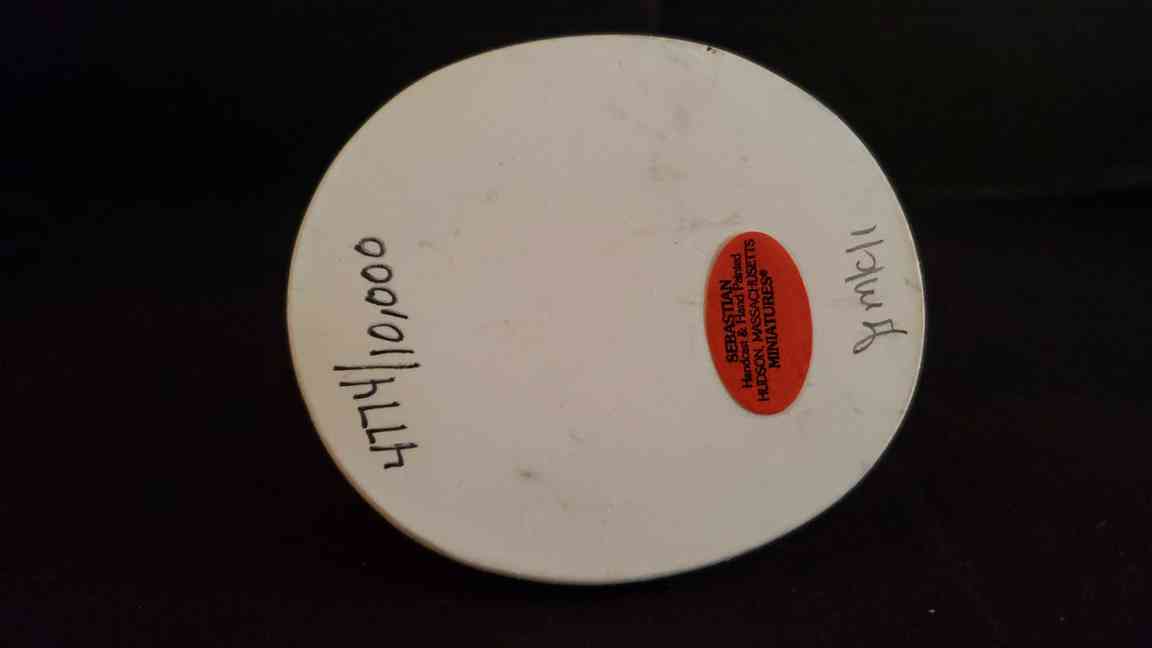 4774/10,000
SEBASTIAN
Handcast & Hand Painted
HUDSON, MASSACHUSETTS
MINIATURES®